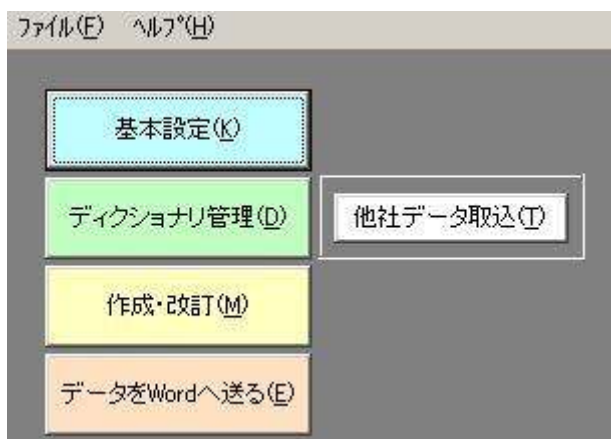 ファイル(F) ヘルプ(H)
基本設定(K)
ディクショナリ管理(D) 他社データ取込(T)
作成・改訂(M)
データをWordへ送る(E)